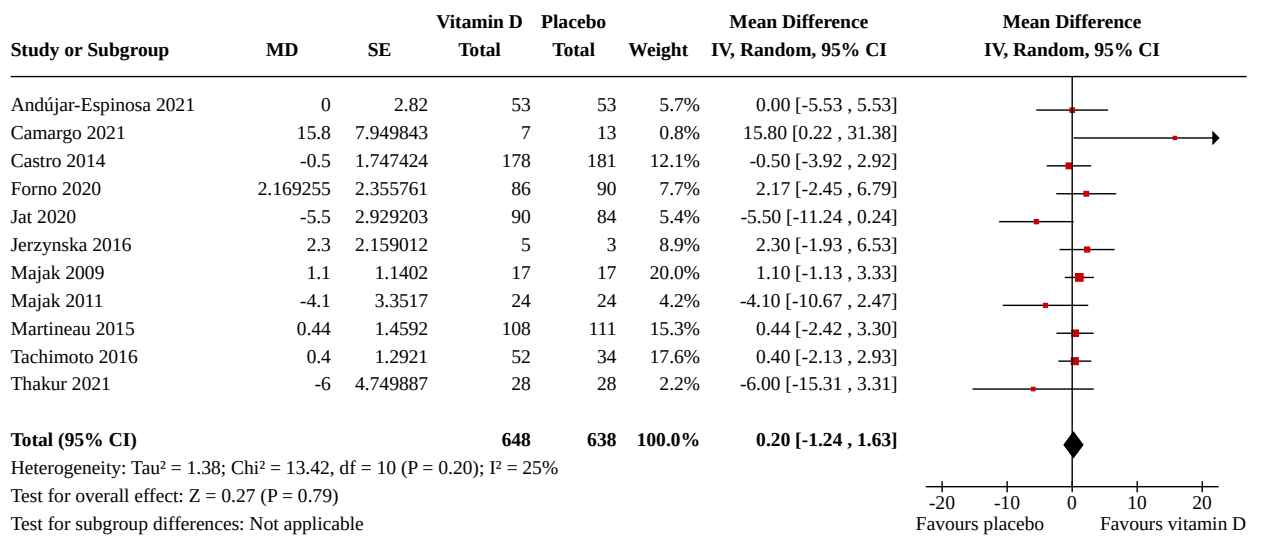 Vitamin D Placebo Mean Difference Mean Difference
Study or Subgroup MD SE Total Total Weight IV, Random, 95% CI IV, Random, 95% CI
Andújar-Espinosa 2021 0 2.82 53 53 5.7% 0.00 [-5.53 , 5.53]
Camargo 2021 15.8 7.949843 7 13 0.8% 15.80 [0.22 , 31.38]
Castro 2014 -0.5 1.747424 178 181 12.1% -0.50 [-3.92 , 2.92]
Forno 2020 2.169255 2.355761 86 90 7.7% 2.17 [-2.45 , 6.79]
Jat 2020 -5.5 2.929203 90 84 5.4% -5.50 [-11.24 , 0.24]
Jerzynska 2016 2.3 2.159012 5 3 8.9% 2.30 [-1.93 , 6.53]
Majak 2009 1.1 1.1402 17 17 20.0% 1.10 [-1.13 , 3.33]
Majak 2011 -4.1 3.3517 24 24 4.2% -4.10 [-10.67 , 2.47]
Martineau 2015 0.44 1.4592 108 111 15.3% 0.44 [-2.42 , 3.30]
Tachimoto 2016 0.4 1.2921 52 34 17.6% 0.40 [-2.13 , 2.93]
Thakur 2021 -6 4.749887 28 28 2.2% -6.00 [-15.31 , 3.31]
Total (95% CI) 648 638 100.0% 0.20 [-1.24 , 1.63]
Heterogeneity: Tau² = 1.38; Chi² = 13.42, df = 10 (P = 0.20); I² = 25%
Test for overall effect: Z = 0.27 (P = 0.79)
Test for subgroup differences: Not applicable
-20 -10 0 10 20
Favours placebo Favours vitamin D